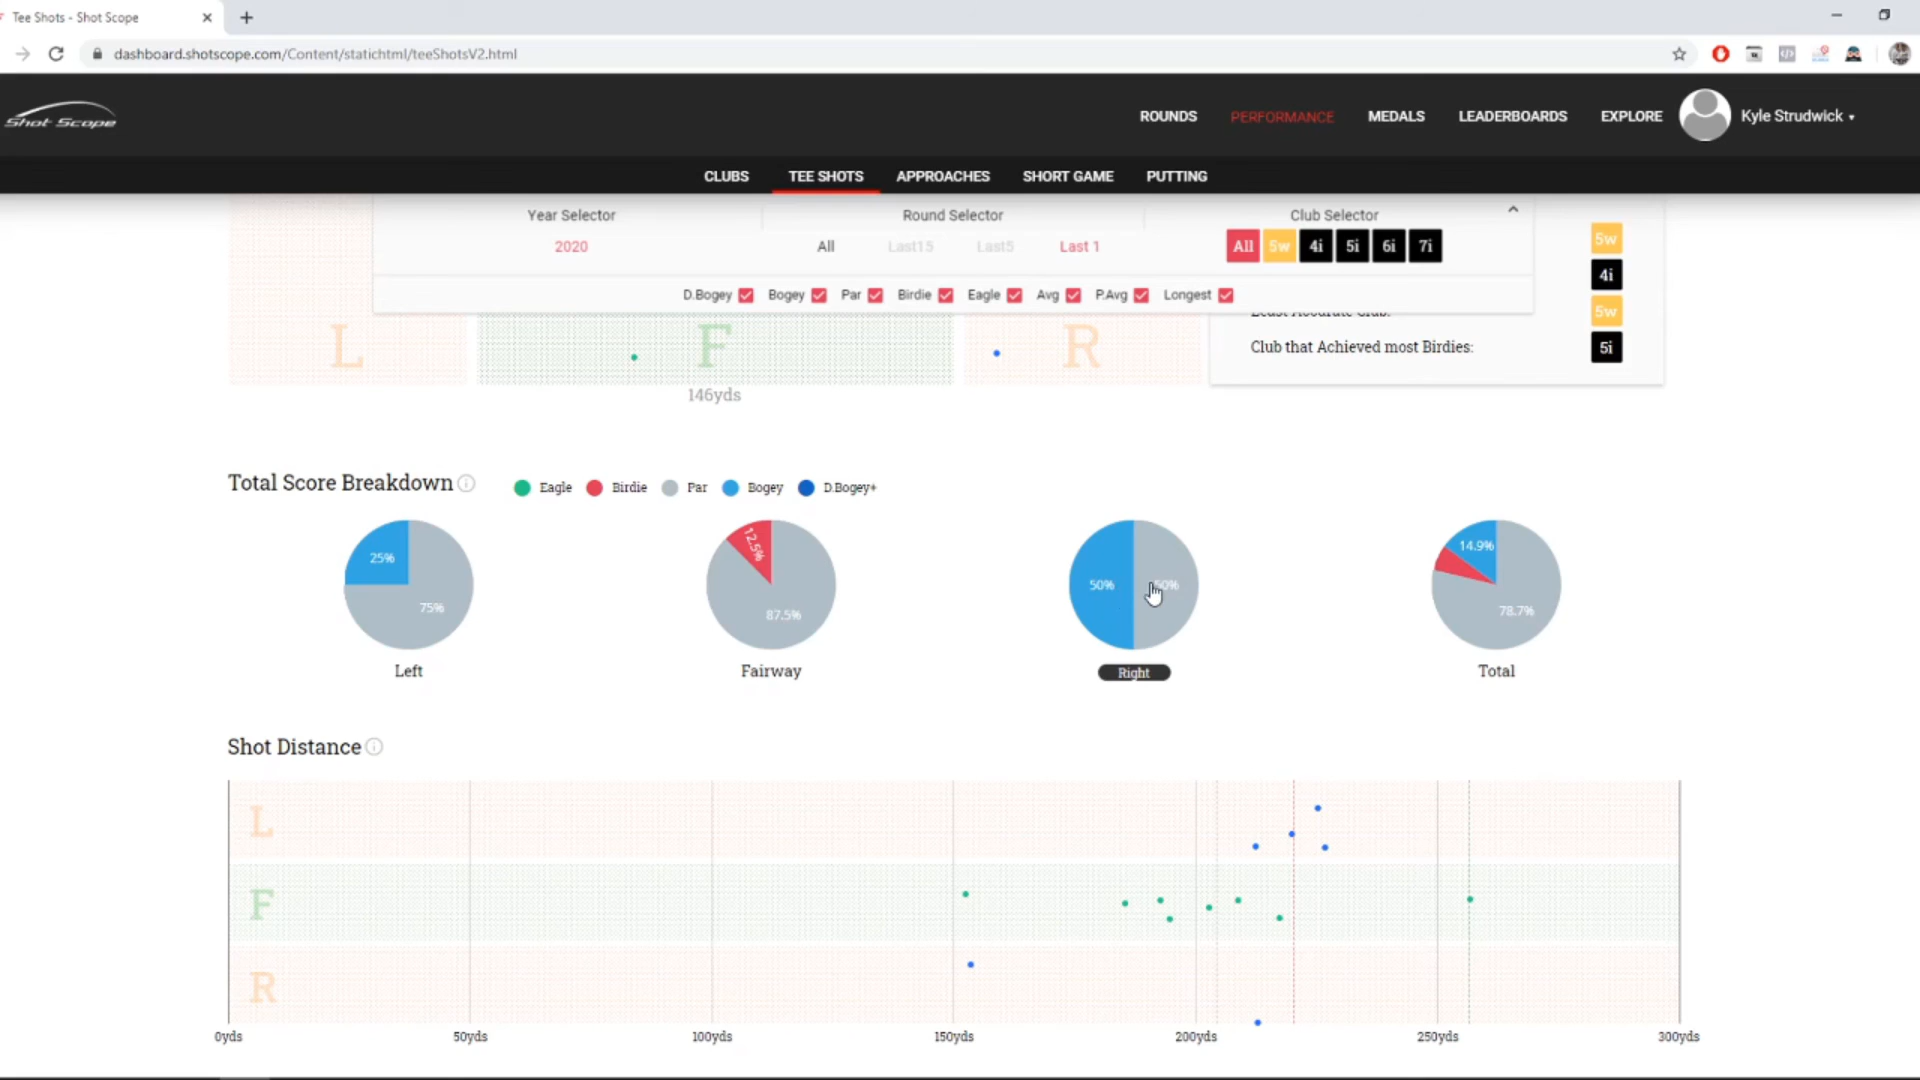 Tee Shots - Shot Scope
dashboard.shotscope.com/Content/statichtml/teeShotsV2.html
Shot Scope
ROUNDS PERFORMANCE MEDALS LEADERBOARDS EXPLORE Kyle Strudwick
CLUBS TEE SHOTS APPROACHES SHORT GAME PUTTING
Year Selector Round Selector Club Selector
2020 All Last15 Last5 Last 1 All 5w 4i 5i 6i 7i
5w
4i
D.Bogey Bogey Par Birdie Eagle Avg P.Avg Longest
Least Accurate Club: 5w
L F R
Club that Achieved most Birdies: 5i
146yds
Total Score Breakdown Eagle Birdie Par Bogey D.Bogey+
25% 75%
12.5% 87.5%
50% 50%
14.9% 78.7%
Left Fairway Right Total
Shot Distance
L
F
R
0yds 50yds 100yds 150yds 200yds 250yds 300yds